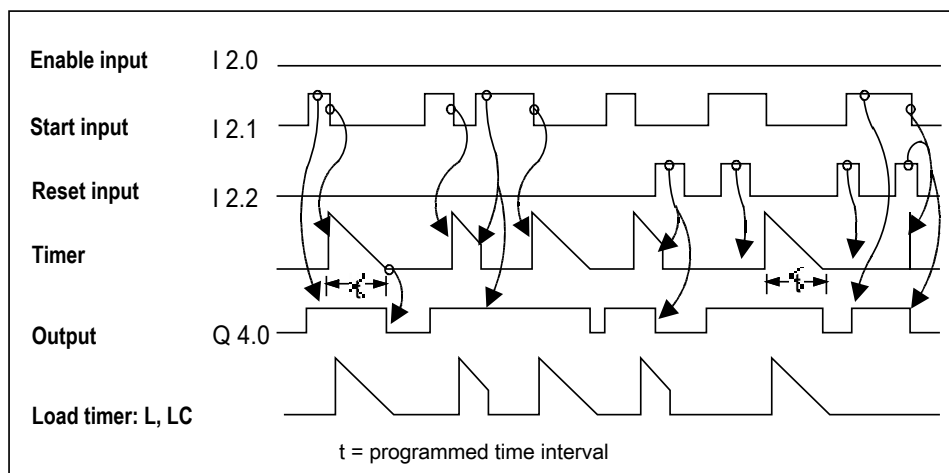 Enable input I 2.0
Start input I 2.1
Reset input I 2.2
Timer
t t
Output Q 4.0
Load timer: L, LC
t = programmed time interval